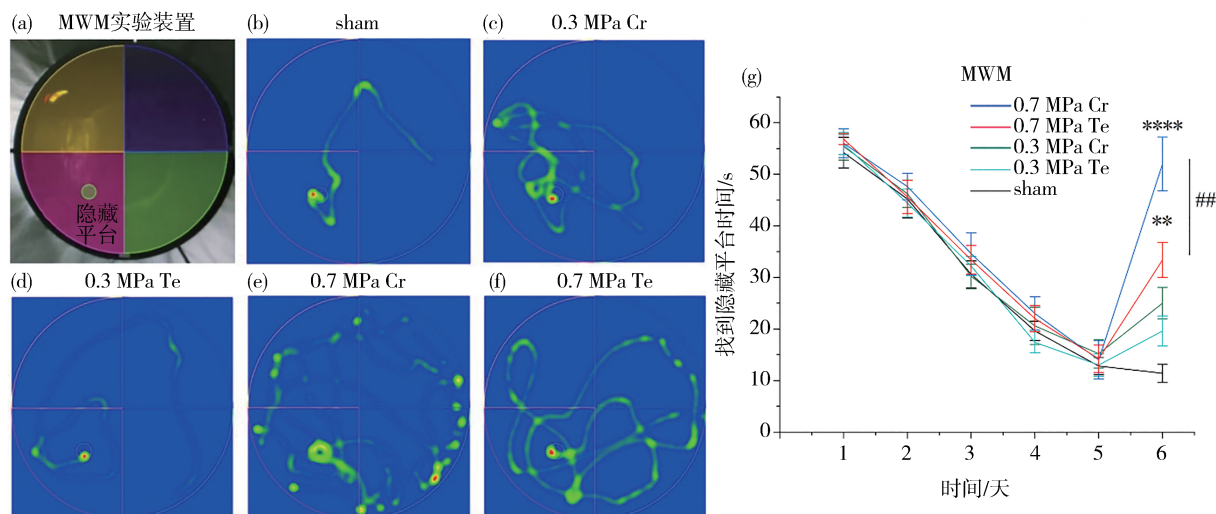 (a) MWM实验装置
隐藏
平台
(b) sham
(c) 0.3 MPa Cr
(d) 0.3 MPa Te
(e) 0.7 MPa Cr
(f) 0.7 MPa Te
(g)
MWM
0.7 MPa Cr
0.7 MPa Te
0.3 MPa Cr
0.3 MPa Te
sham
****
**
##
找到隐藏平台时间/s
60
50
40
30
20
10
0
1 2 3 4 5 6
时间/天